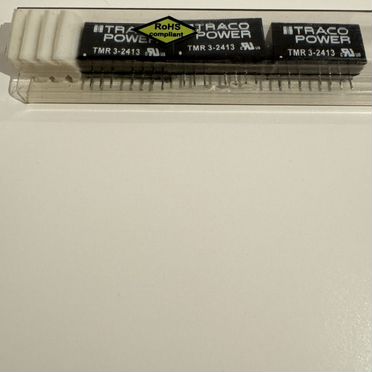 TRACO
POWER
TMR 3-2413
RoHS
compliant
TRACO
POWER
TMR 3-2413
TRACO
POWER
TMR 3-2413